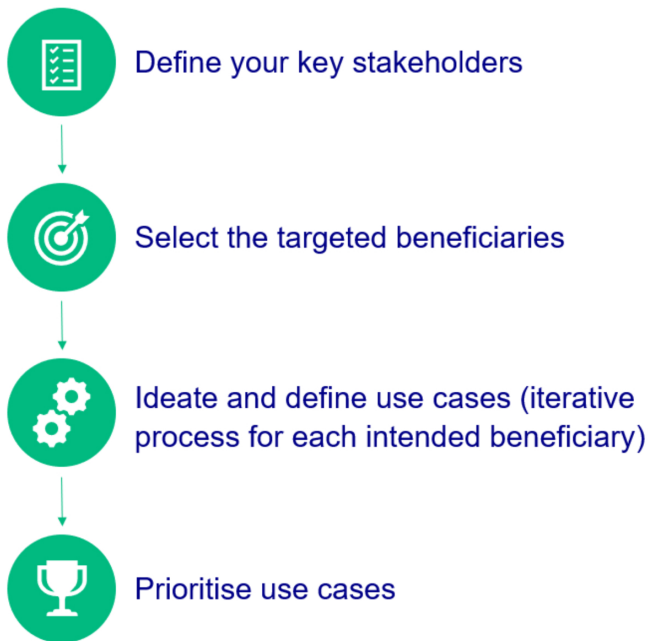 Define your key stakeholders
Select the targeted beneficiaries
Ideate and define use cases (iterative
process for each intended beneficiary)
Prioritise use cases